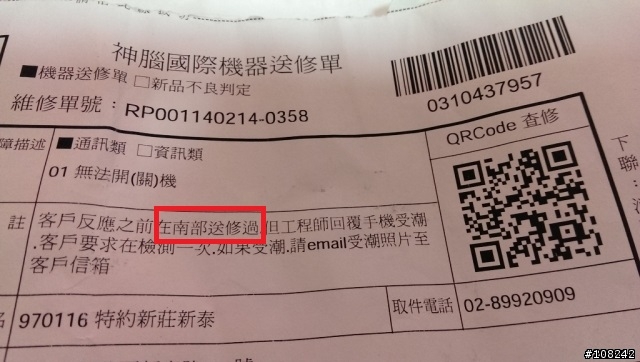 神腦國際機器送修單
■機器送修單 □新品不良判定
維修單號：RP001140214-0358
0310437957
障描述
■通訊類 □資訊類
01 無法開(關)機
QRCode 查修
下
聯
註
客戶反應之前在南部送修過,但工程師回覆手機受潮
,客戶要求在檢測一次,如果受潮,請email受潮照片至
客戶信箱
名
970116 特約新莊新泰
取件電話
02-89920909
#108242